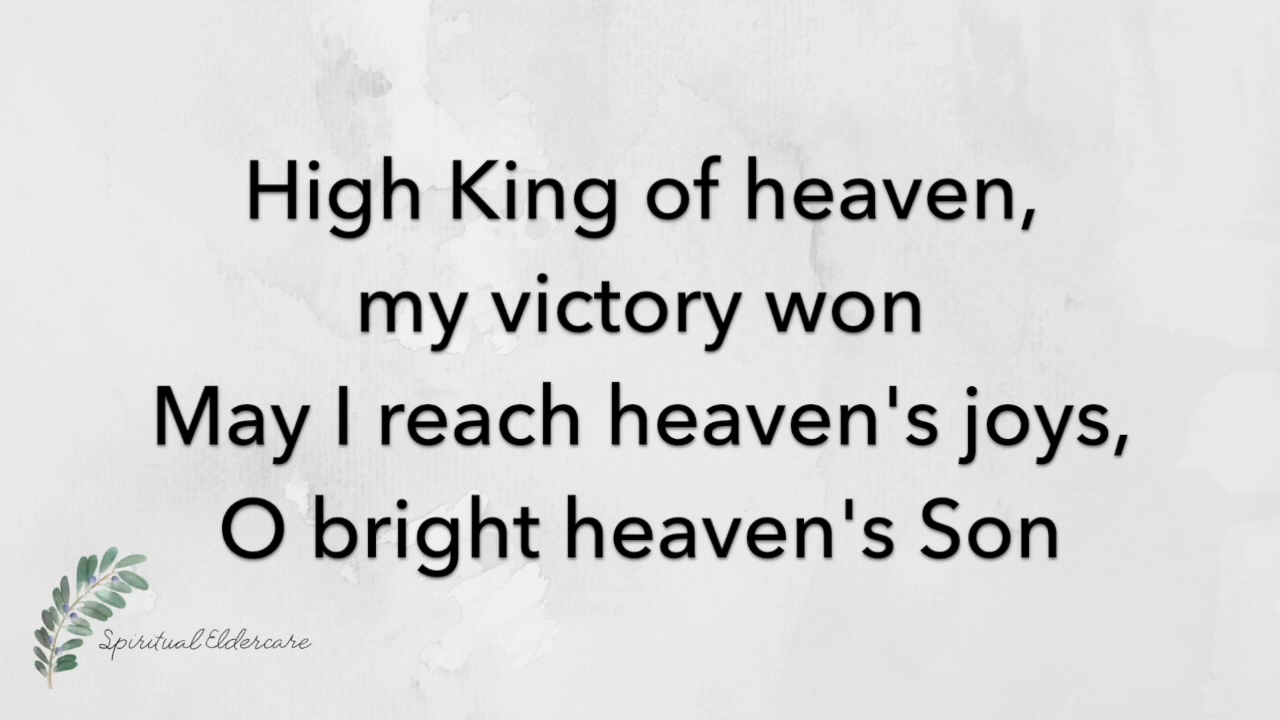 High King of heaven,
my victory won
May I reach heaven's joys,
O bright heaven's Son
Spiritual Eldercare